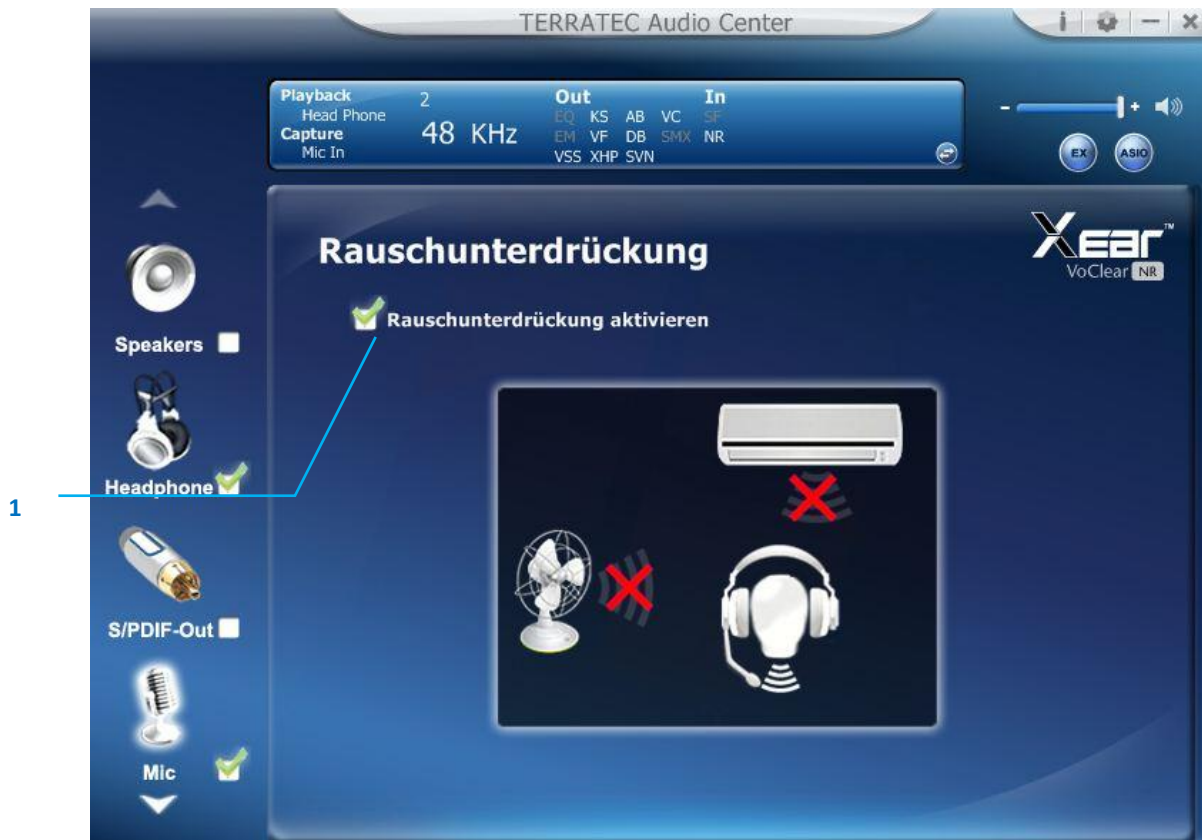 TERRATEC Audio Center
i
Playback 2 Out In
Head Phone EQ KS AB VC SF
Capture 48 KHz EM VF DB SMX NR
Mic In VSS XHP SVN
- +
EX ASIO
Rauschunterdrückung
Xear™
VoClear NR
Rauschunterdrückung aktivieren
Speakers
Headphone
1
S/PDIF-Out
Mic